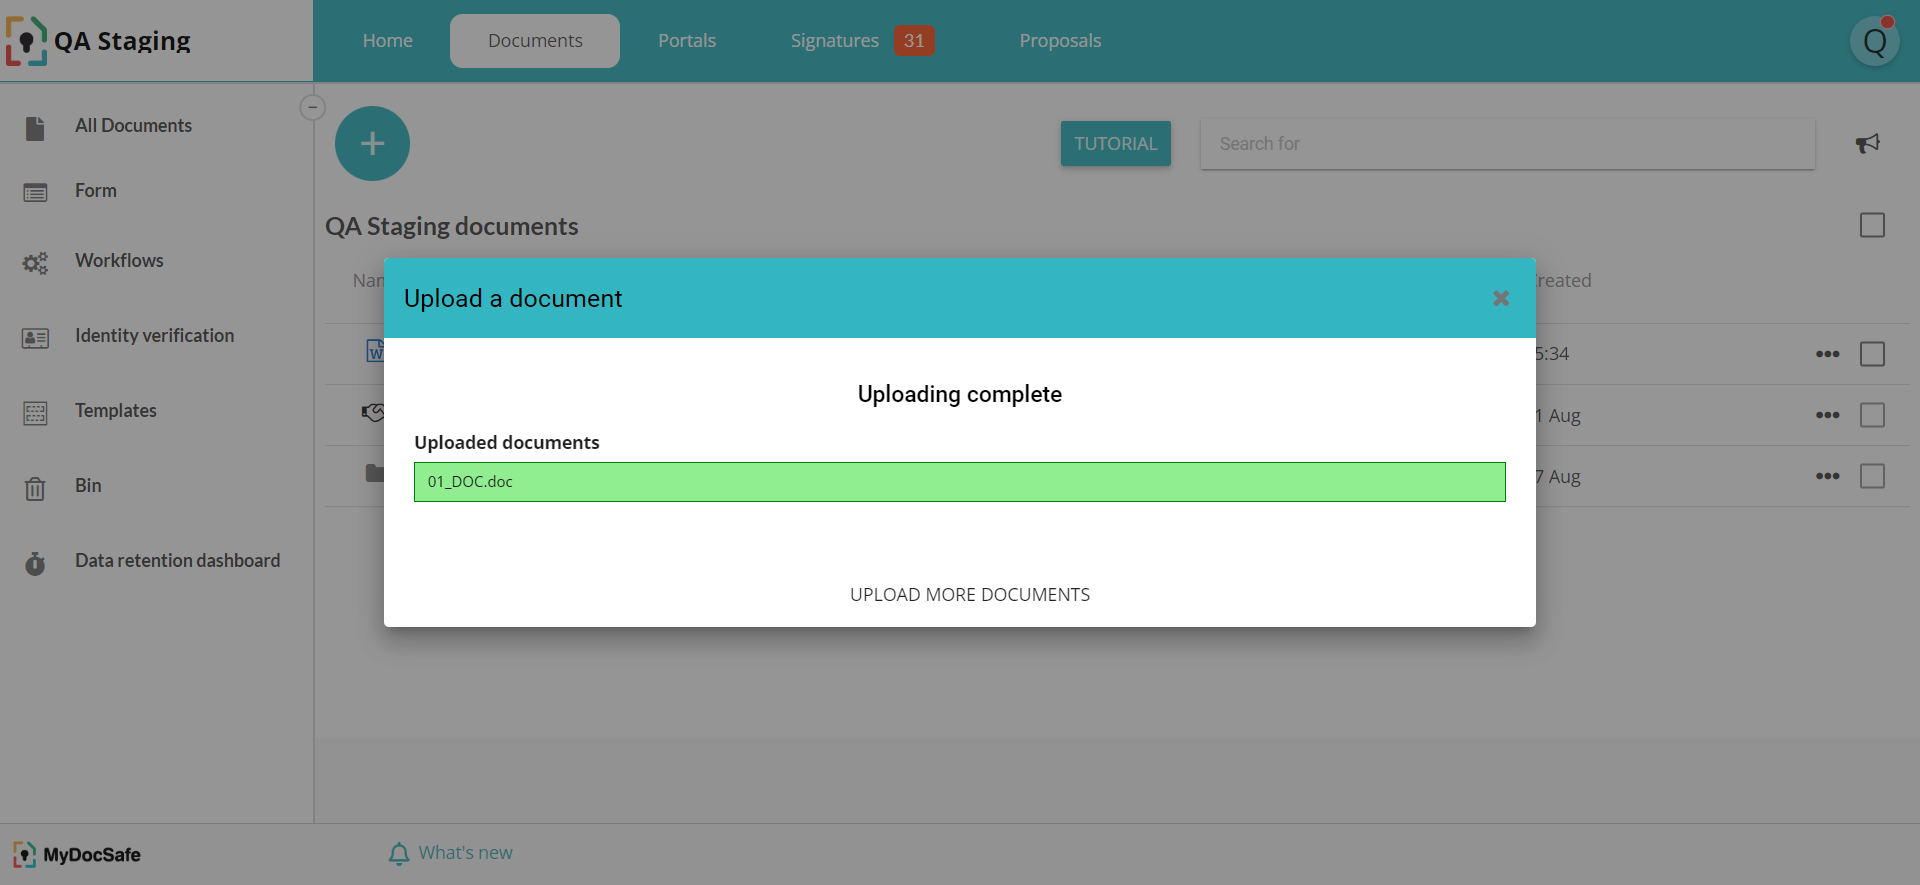 QA Staging
Home
Documents
Portals
Signatures 31
Proposals
Q
All Documents
Form
Workflows
Identity verification
Templates
Bin
Data retention dashboard
+
TUTORIAL
Search for
QA Staging documents
Nam
reated
Upload a document
Uploading complete
Uploaded documents
01_DOC.doc
UPLOAD MORE DOCUMENTS
5:34
1 Aug
7 Aug
W
MyDocSafe
What's new